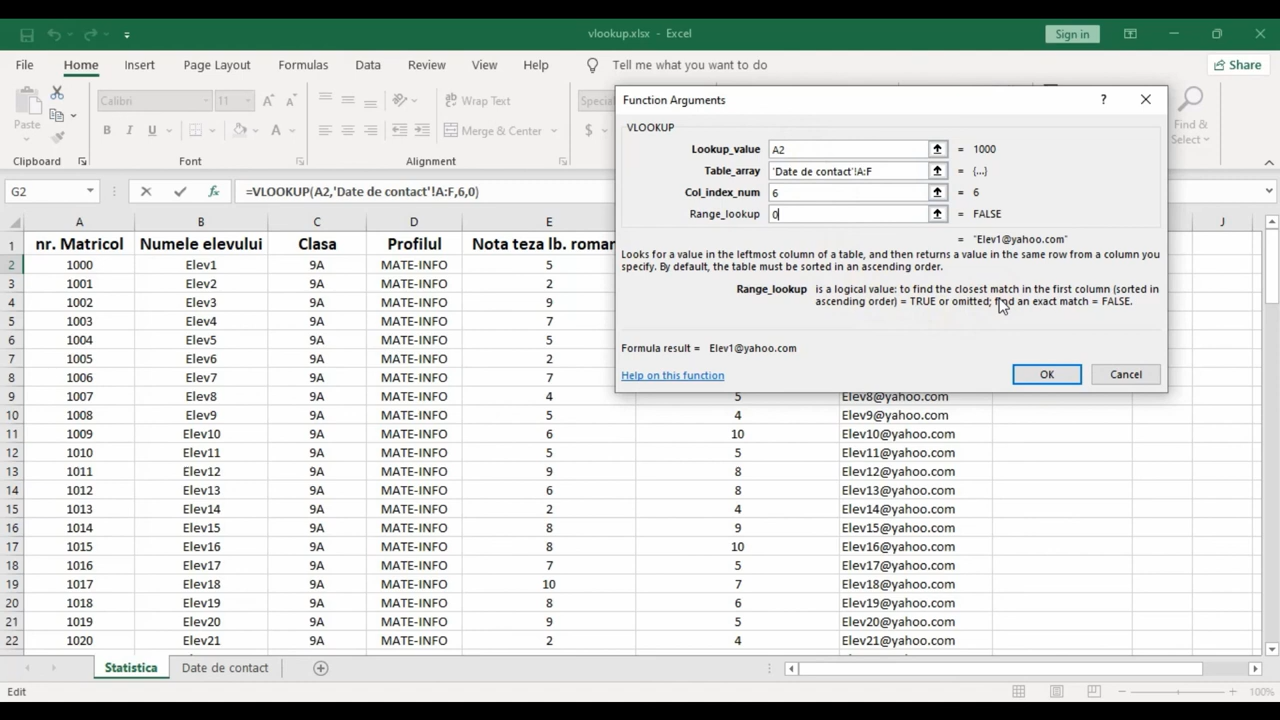 vlookup.xlsx - Excel
Sign in
File Home Insert Page Layout Formulas Data Review View Help Tell me what you want to do Share
Calibri 11 Wrap Text Special
Paste B I U A Merge & Center $ Find & Select
Clipboard Font Alignment
G2 fx =VLOOKUP(A2,'Date de contact'!A:F,6,0)
Function Arguments ?
VLOOKUP
Lookup_value A2 = 1000
Table_array 'Date de contact'!A:F = {...}
Col_index_num 6 = 6
Range_lookup 0 = FALSE
= "Elev1@yahoo.com"
Looks for a value in the leftmost column of a table, and then returns a value in the same row from a column you
specify. By default, the table must be sorted in an ascending order.
Range_lookup is a logical value: to find the closest match in the first column (sorted in
ascending order) = TRUE or omitted; find an exact match = FALSE.
Formula result = Elev1@yahoo.com
Help on this function OK Cancel
A B C D E J
1 nr. Matricol Numele elevului Clasa Profilul Nota teza lb. roman
2 1000 Elev1 9A MATE-INFO 5
3 1001 Elev2 9A MATE-INFO 2
4 1002 Elev3 9A MATE-INFO 9
5 1003 Elev4 9A MATE-INFO 7
6 1004 Elev5 9A MATE-INFO 5
7 1005 Elev6 9A MATE-INFO 2
8 1006 Elev7 9A MATE-INFO 7
9 1007 Elev8 9A MATE-INFO 4 5 Elev8@yahoo.com
10 1008 Elev9 9A MATE-INFO 5 4 Elev9@yahoo.com
11 1009 Elev10 9A MATE-INFO 6 10 Elev10@yahoo.com
12 1010 Elev11 9A MATE-INFO 5 5 Elev11@yahoo.com
13 1011 Elev12 9A MATE-INFO 9 8 Elev12@yahoo.com
14 1012 Elev13 9A MATE-INFO 6 8 Elev13@yahoo.com
15 1013 Elev14 9A MATE-INFO 2 4 Elev14@yahoo.com
16 1014 Elev15 9A MATE-INFO 8 9 Elev15@yahoo.com
17 1015 Elev16 9A MATE-INFO 8 10 Elev16@yahoo.com
18 1016 Elev17 9A MATE-INFO 7 5 Elev17@yahoo.com
19 1017 Elev18 9A MATE-INFO 10 7 Elev18@yahoo.com
20 1018 Elev19 9A MATE-INFO 8 6 Elev19@yahoo.com
21 1019 Elev20 9A MATE-INFO 9 5 Elev20@yahoo.com
22 1020 Elev21 9A MATE-INFO 2 4 Elev21@yahoo.com
Statistica Date de contact
Edit 100%